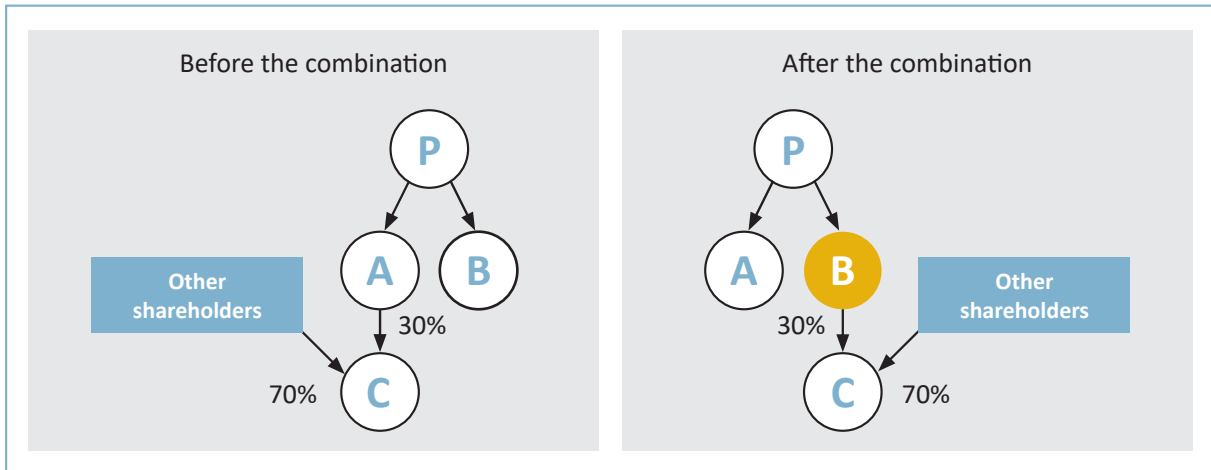 Before the combination
P
A
B
Other
shareholders
30%
70%
C
After the combination
P
A
B
Other
shareholders
30%
C
70%